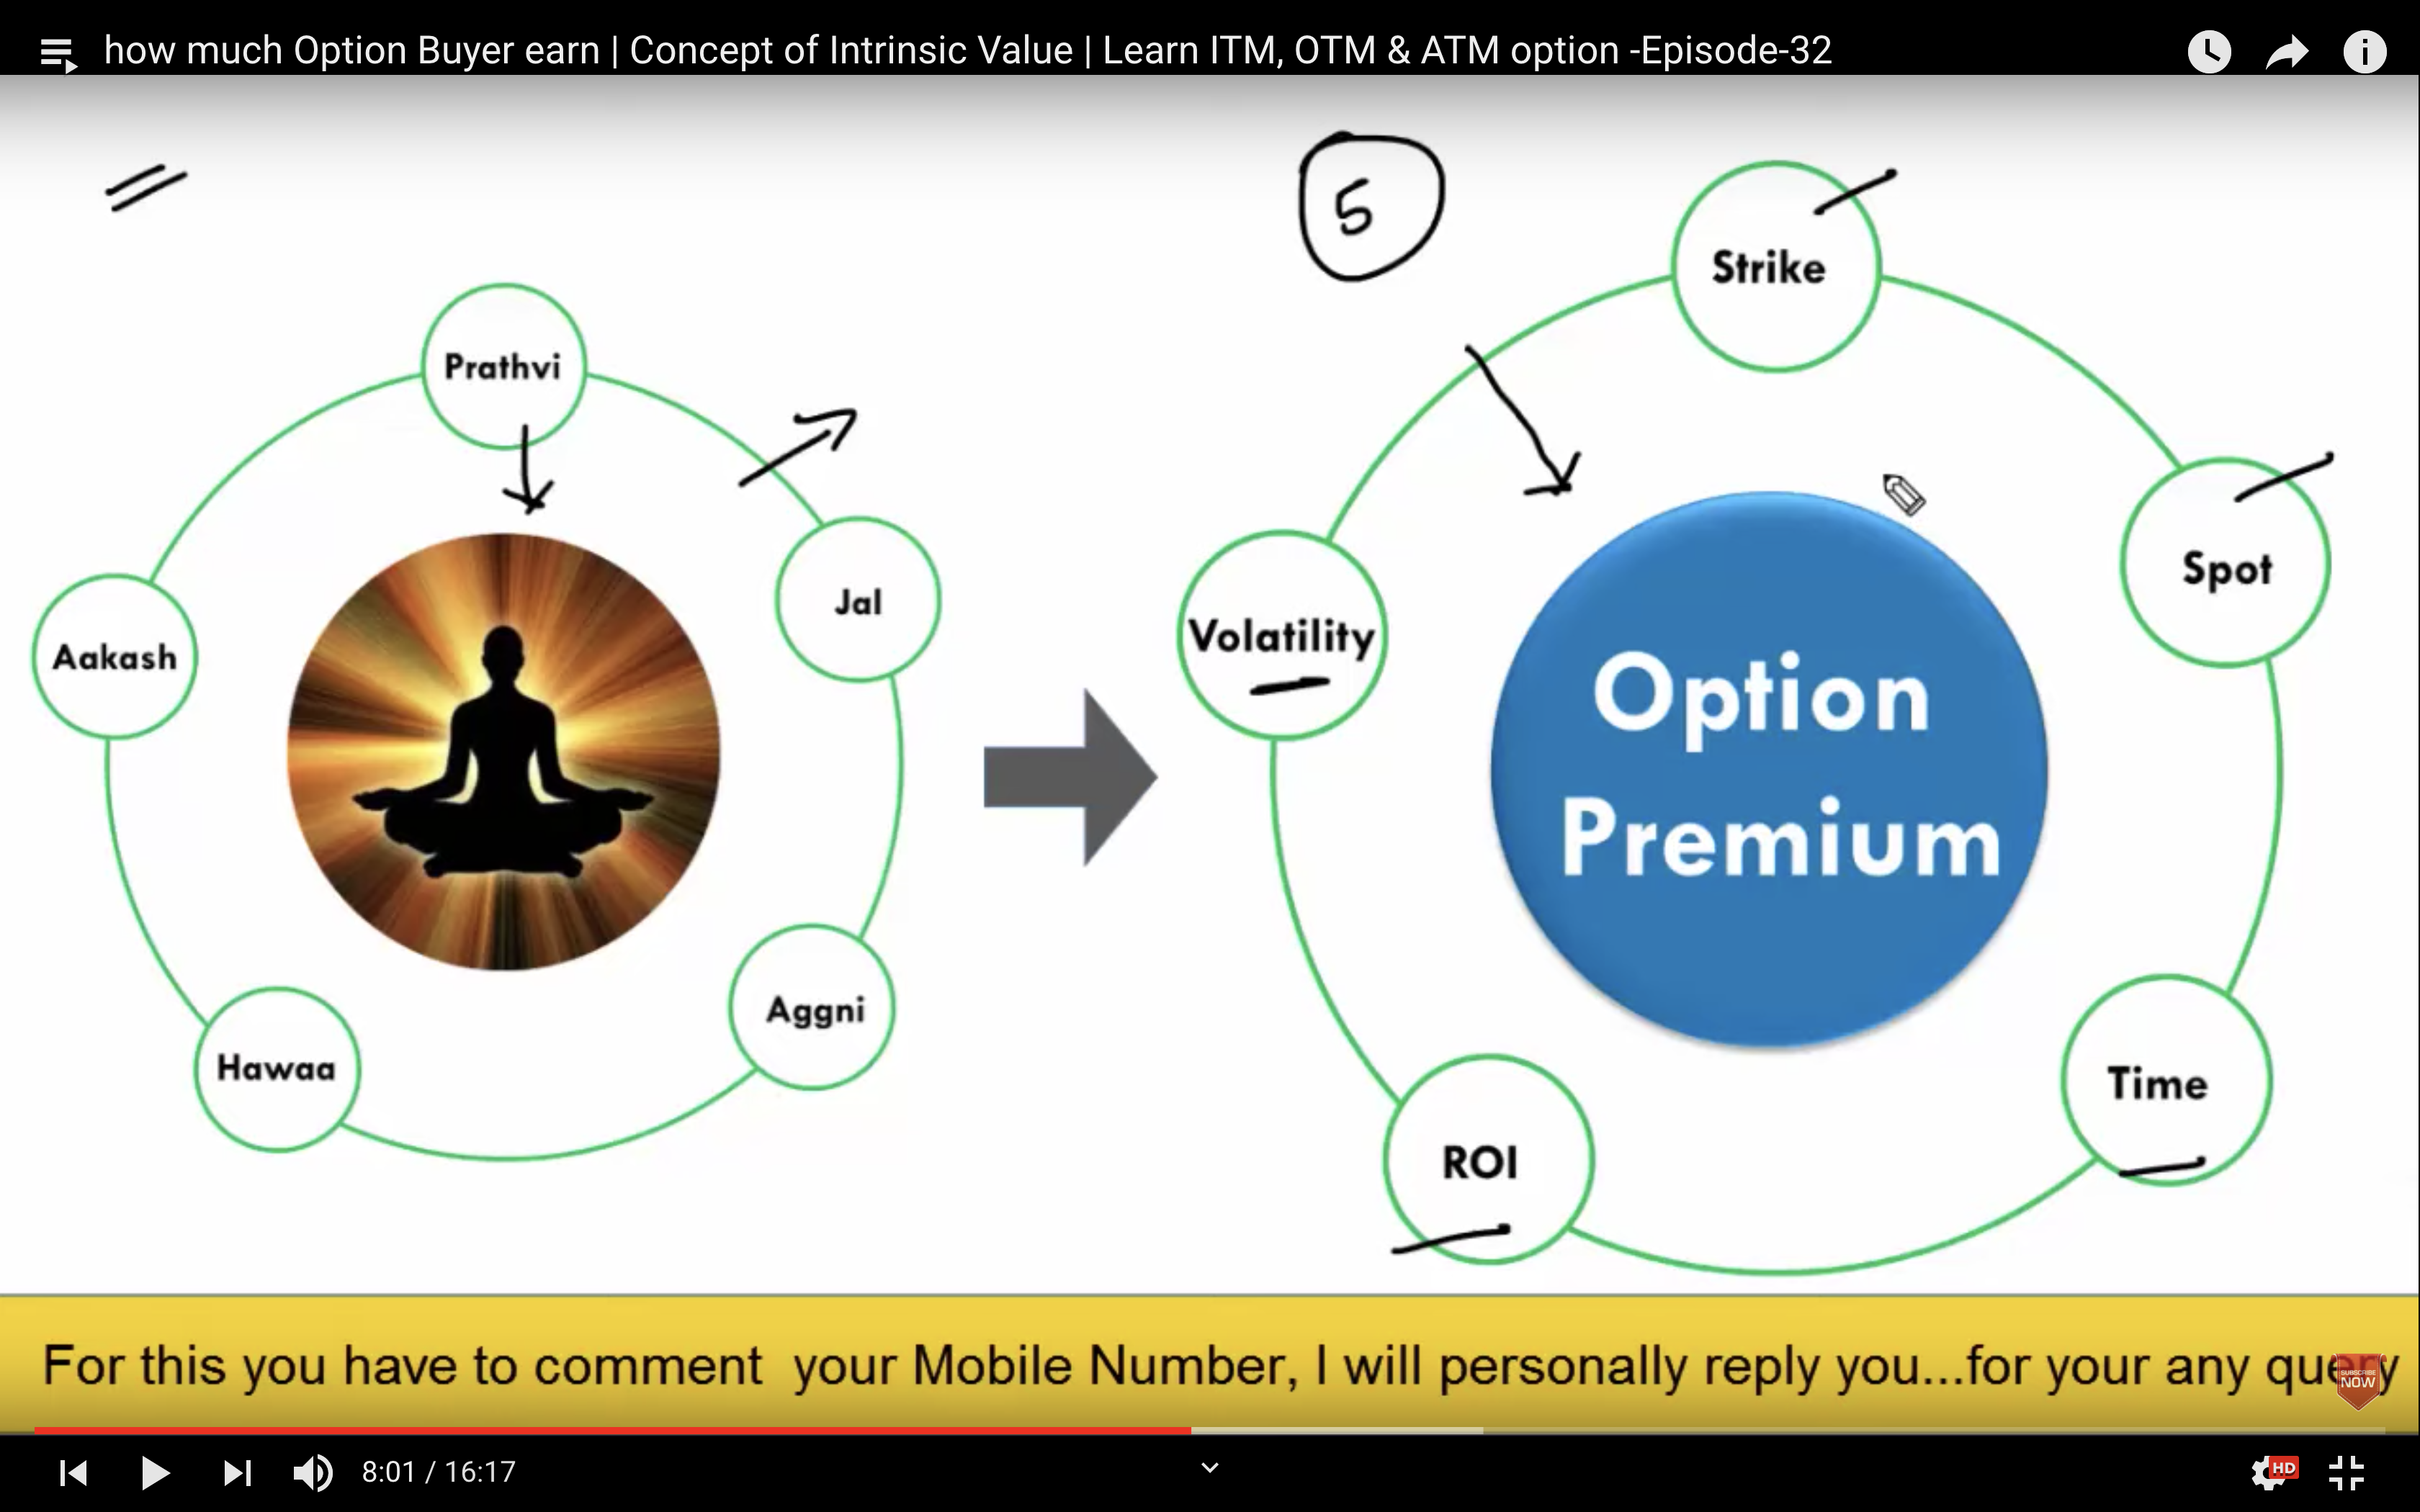 how much Option Buyer earn | Concept of Intrinsic Value | Learn ITM, OTM & ATM option -Episode-32
5
Prathvi
Jal
Aakash
Aggni
Hawaa
Strike
Spot
Volatility
Option
Premium
Time
ROI
For this you have to comment your Mobile Number, I will personally reply you...for your any query
SUBSCRIBE
NOW
8:01 / 16:17
HD